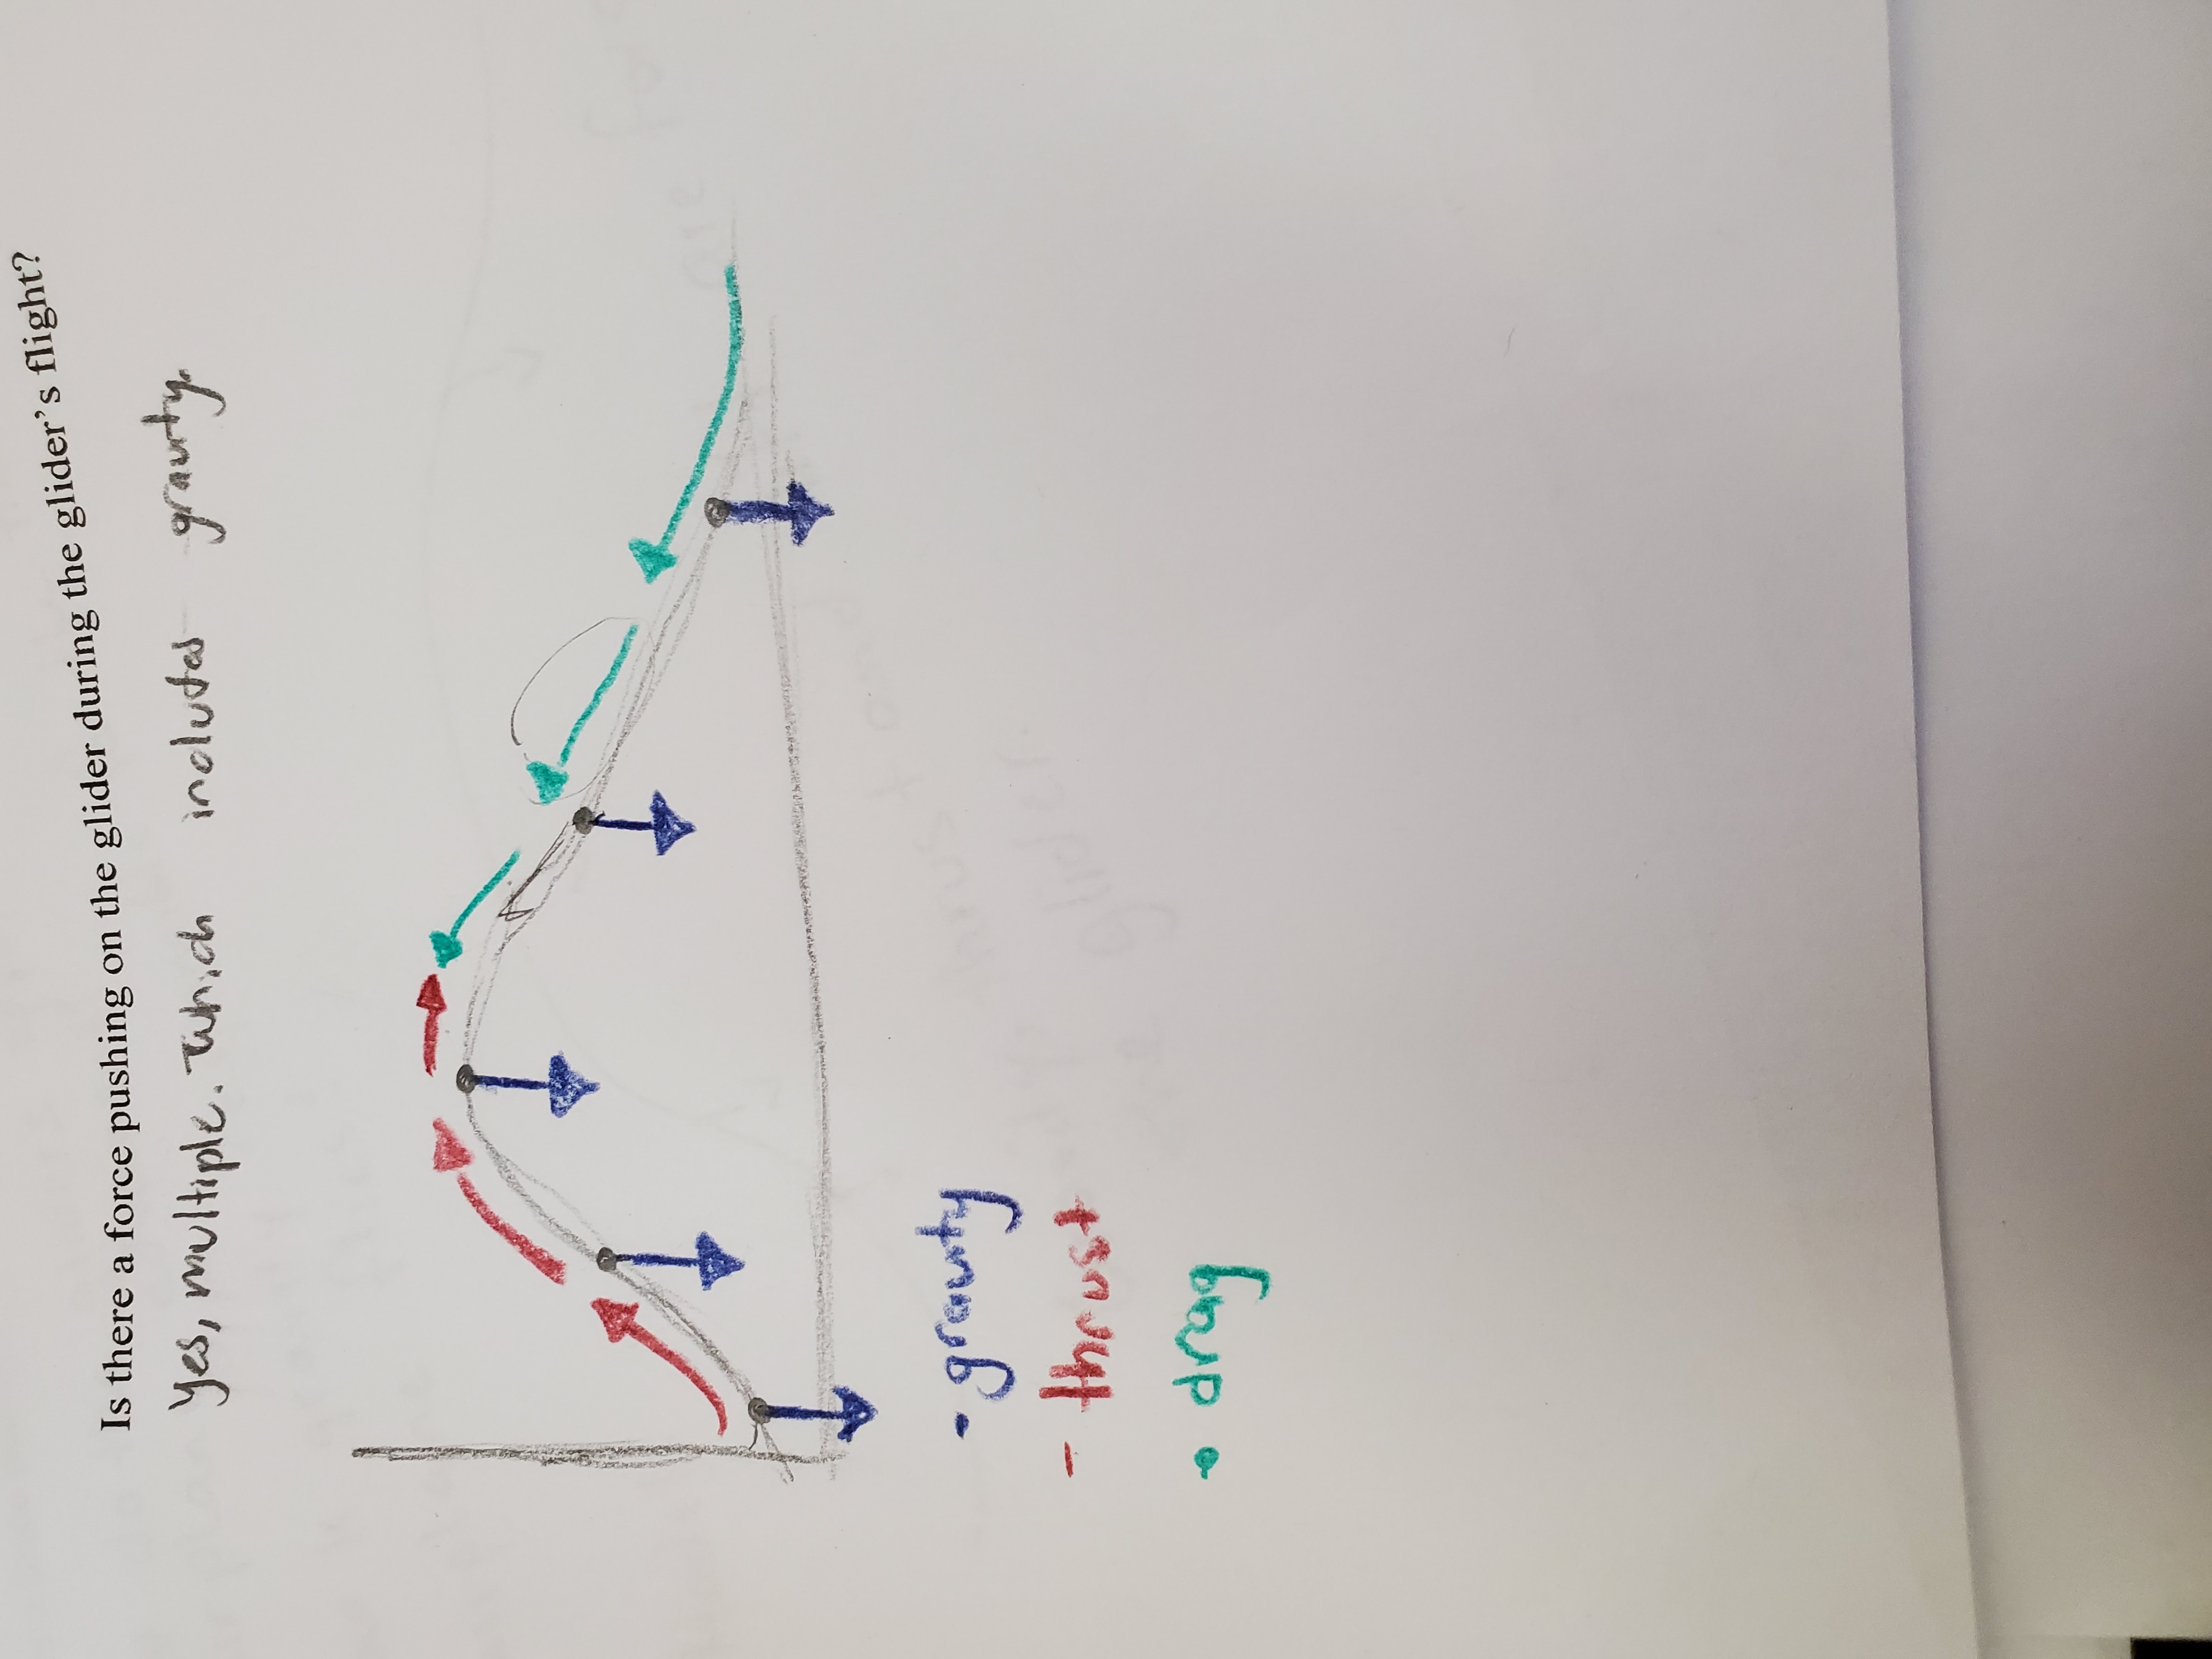 Is there a force pushing on the glider during the glider's flight?
Yes, multiple. Which includes gravity.
- gravity
- thrust
• drag